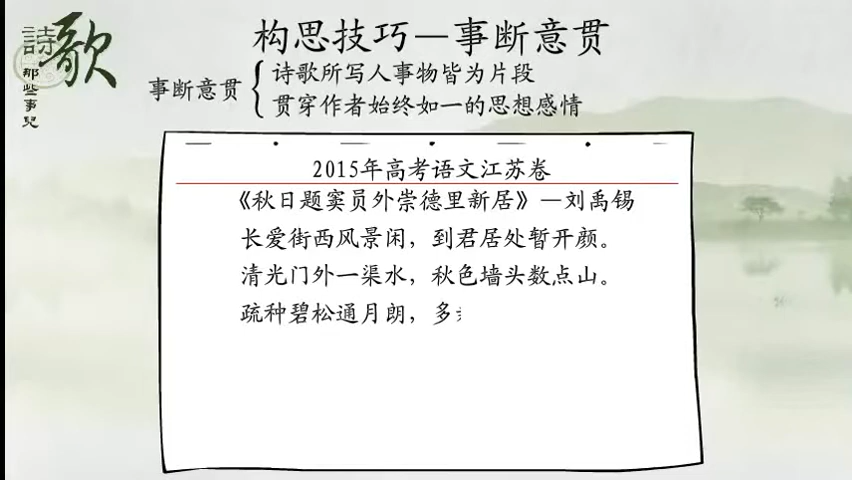 詩歌
那些事兒
构思技巧—事断意贯
事断意贯
诗歌所写人事物皆为片段
贯穿作者始终如一的思想感情
2015年高考语文江苏卷
《秋日题窦员外崇德里新居》—刘禹锡
长爱街西风景闲，到君居处暂开颜。
清光门外一渠水，秋色墙头数点山。
疏种碧松通月朗，多